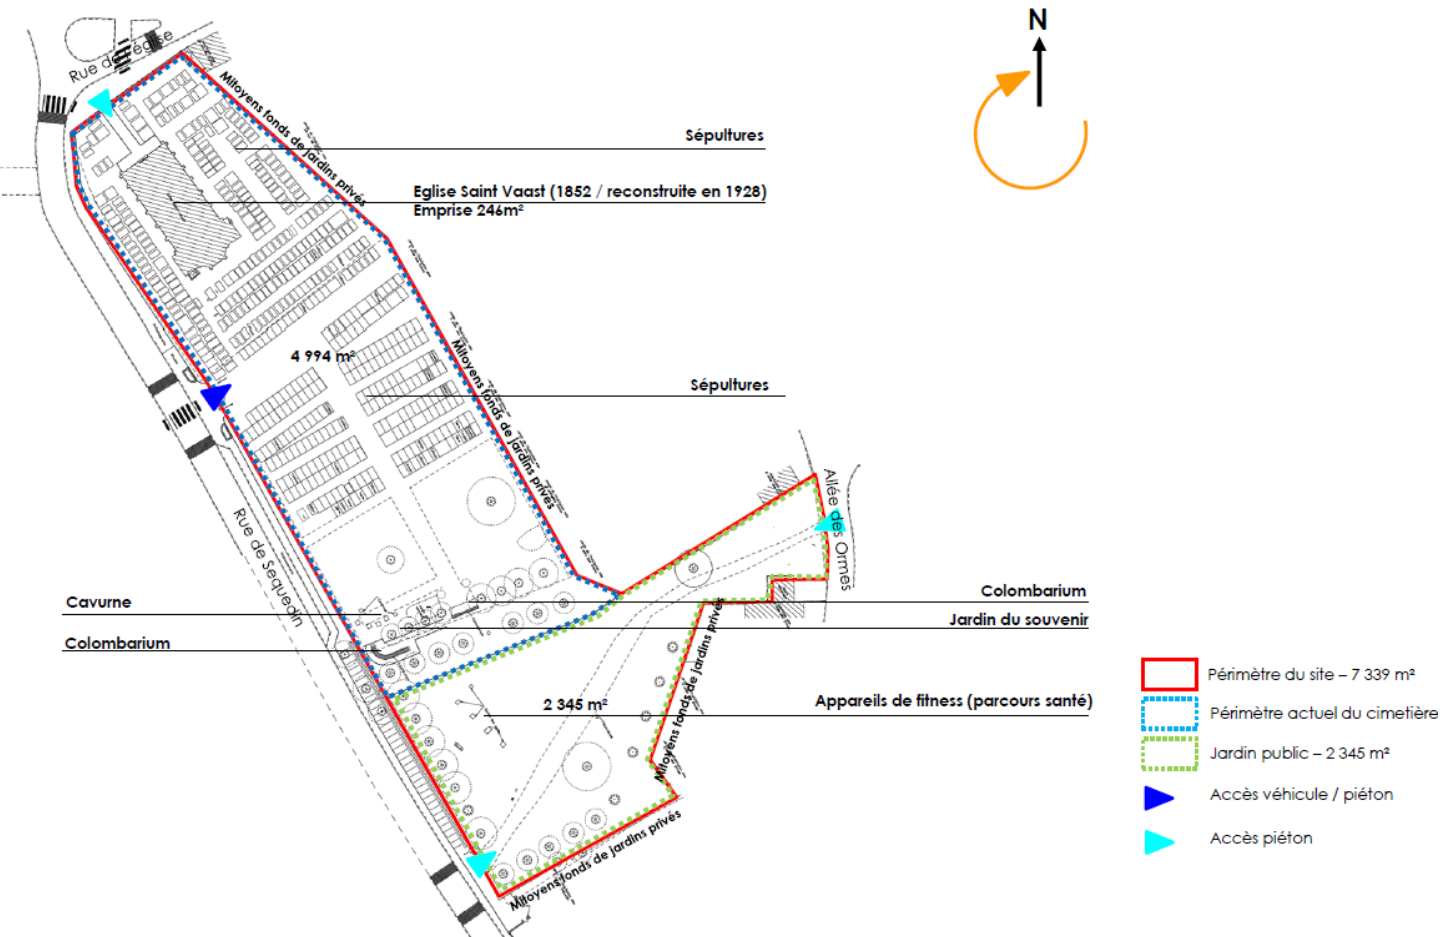 N
Rue de l'église
Mitoyens fonds de jardins privés
Sépultures
Eglise Saint Vaast (1852 / reconstruite en 1928)
Emprise 246m²
4 994 m²
Mitoyens fonds de jardins privés
Sépultures
Rue de Sequedin
Allée des Ormes
Cavurne
Colombarium
Colombarium
Jardin du souvenir
Mitoyens fonds de jardins privés
2 345 m²
Appareils de fitness (parcours santé)
Mitoyens fonds de jardins privés
Périmètre du site – 7 339 m²
Périmètre actuel du cimetière
Jardin public – 2 345 m²
Accès véhicule / piéton
Accès piéton